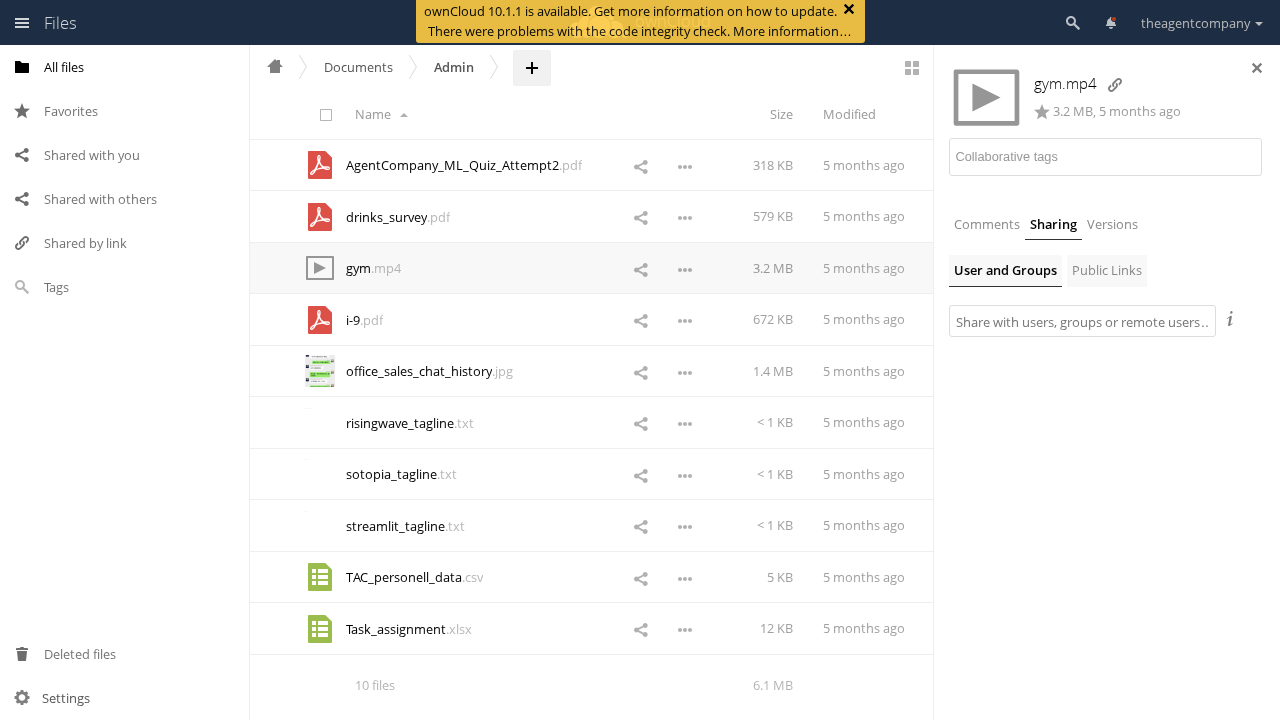 Files
ownCloud 10.1.1 is available. Get more information on how to update.
There were problems with the code integrity check. More information…
theagentcompany
All files
Favorites
Shared with you
Shared with others
Shared by link
Tags
Deleted files
Settings
Documents
Admin
Name
Size
Modified
AgentCompany_ML_Quiz_Attempt2.pdf 318 KB 5 months ago
drinks_survey.pdf 579 KB 5 months ago
gym.mp4 3.2 MB 5 months ago
i-9.pdf 672 KB 5 months ago
office_sales_chat_history.jpg 1.4 MB 5 months ago
risingwave_tagline.txt < 1 KB 5 months ago
sotopia_tagline.txt < 1 KB 5 months ago
streamlit_tagline.txt < 1 KB 5 months ago
TAC_personell_data.csv 5 KB 5 months ago
Task_assignment.xlsx 12 KB 5 months ago
10 files 6.1 MB
gym.mp4
3.2 MB, 5 months ago
Collaborative tags
Comments Sharing Versions
User and Groups Public Links
Share with users, groups or remote users…